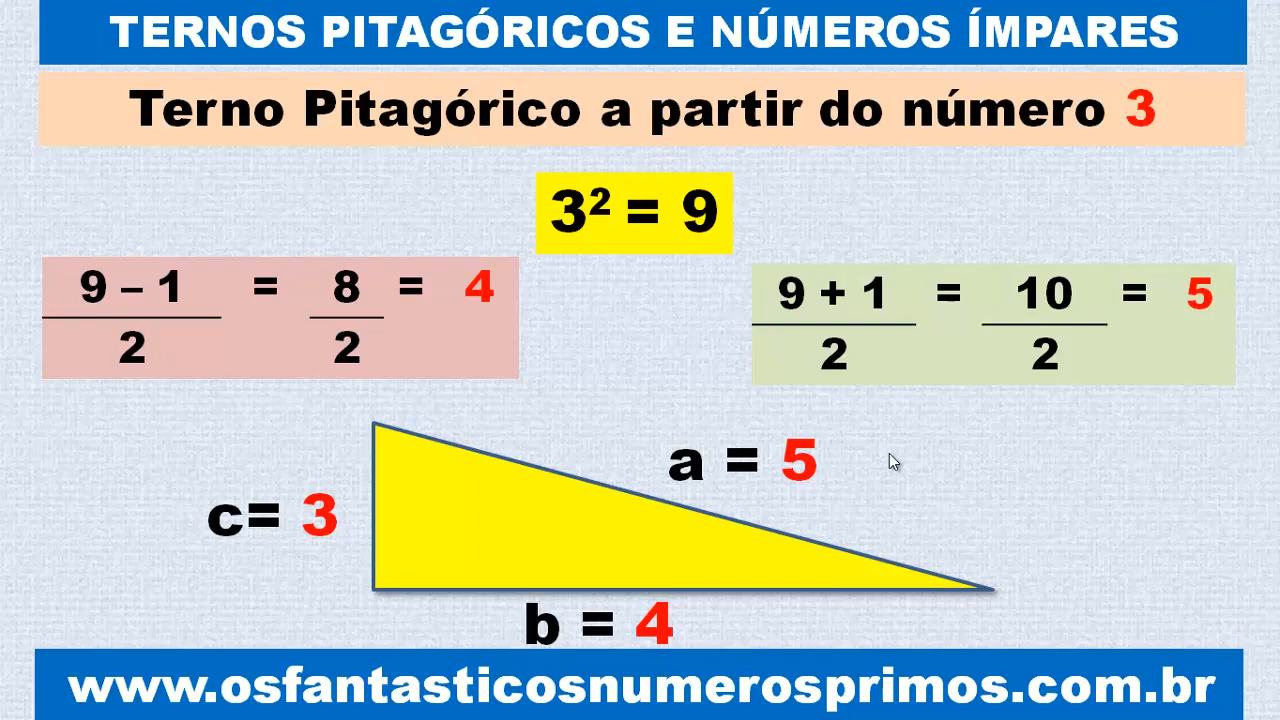 TERNOS PITAGÓRICOS E NÚMEROS ÍMPARES
Terno Pitagórico a partir do número 3
3² = 9
9 – 1 = 8 = 4
2 2
9 + 1 = 10 = 5
2 2
a = 5
c= 3
b = 4
www.osfantasticosnumerosprimos.com.br